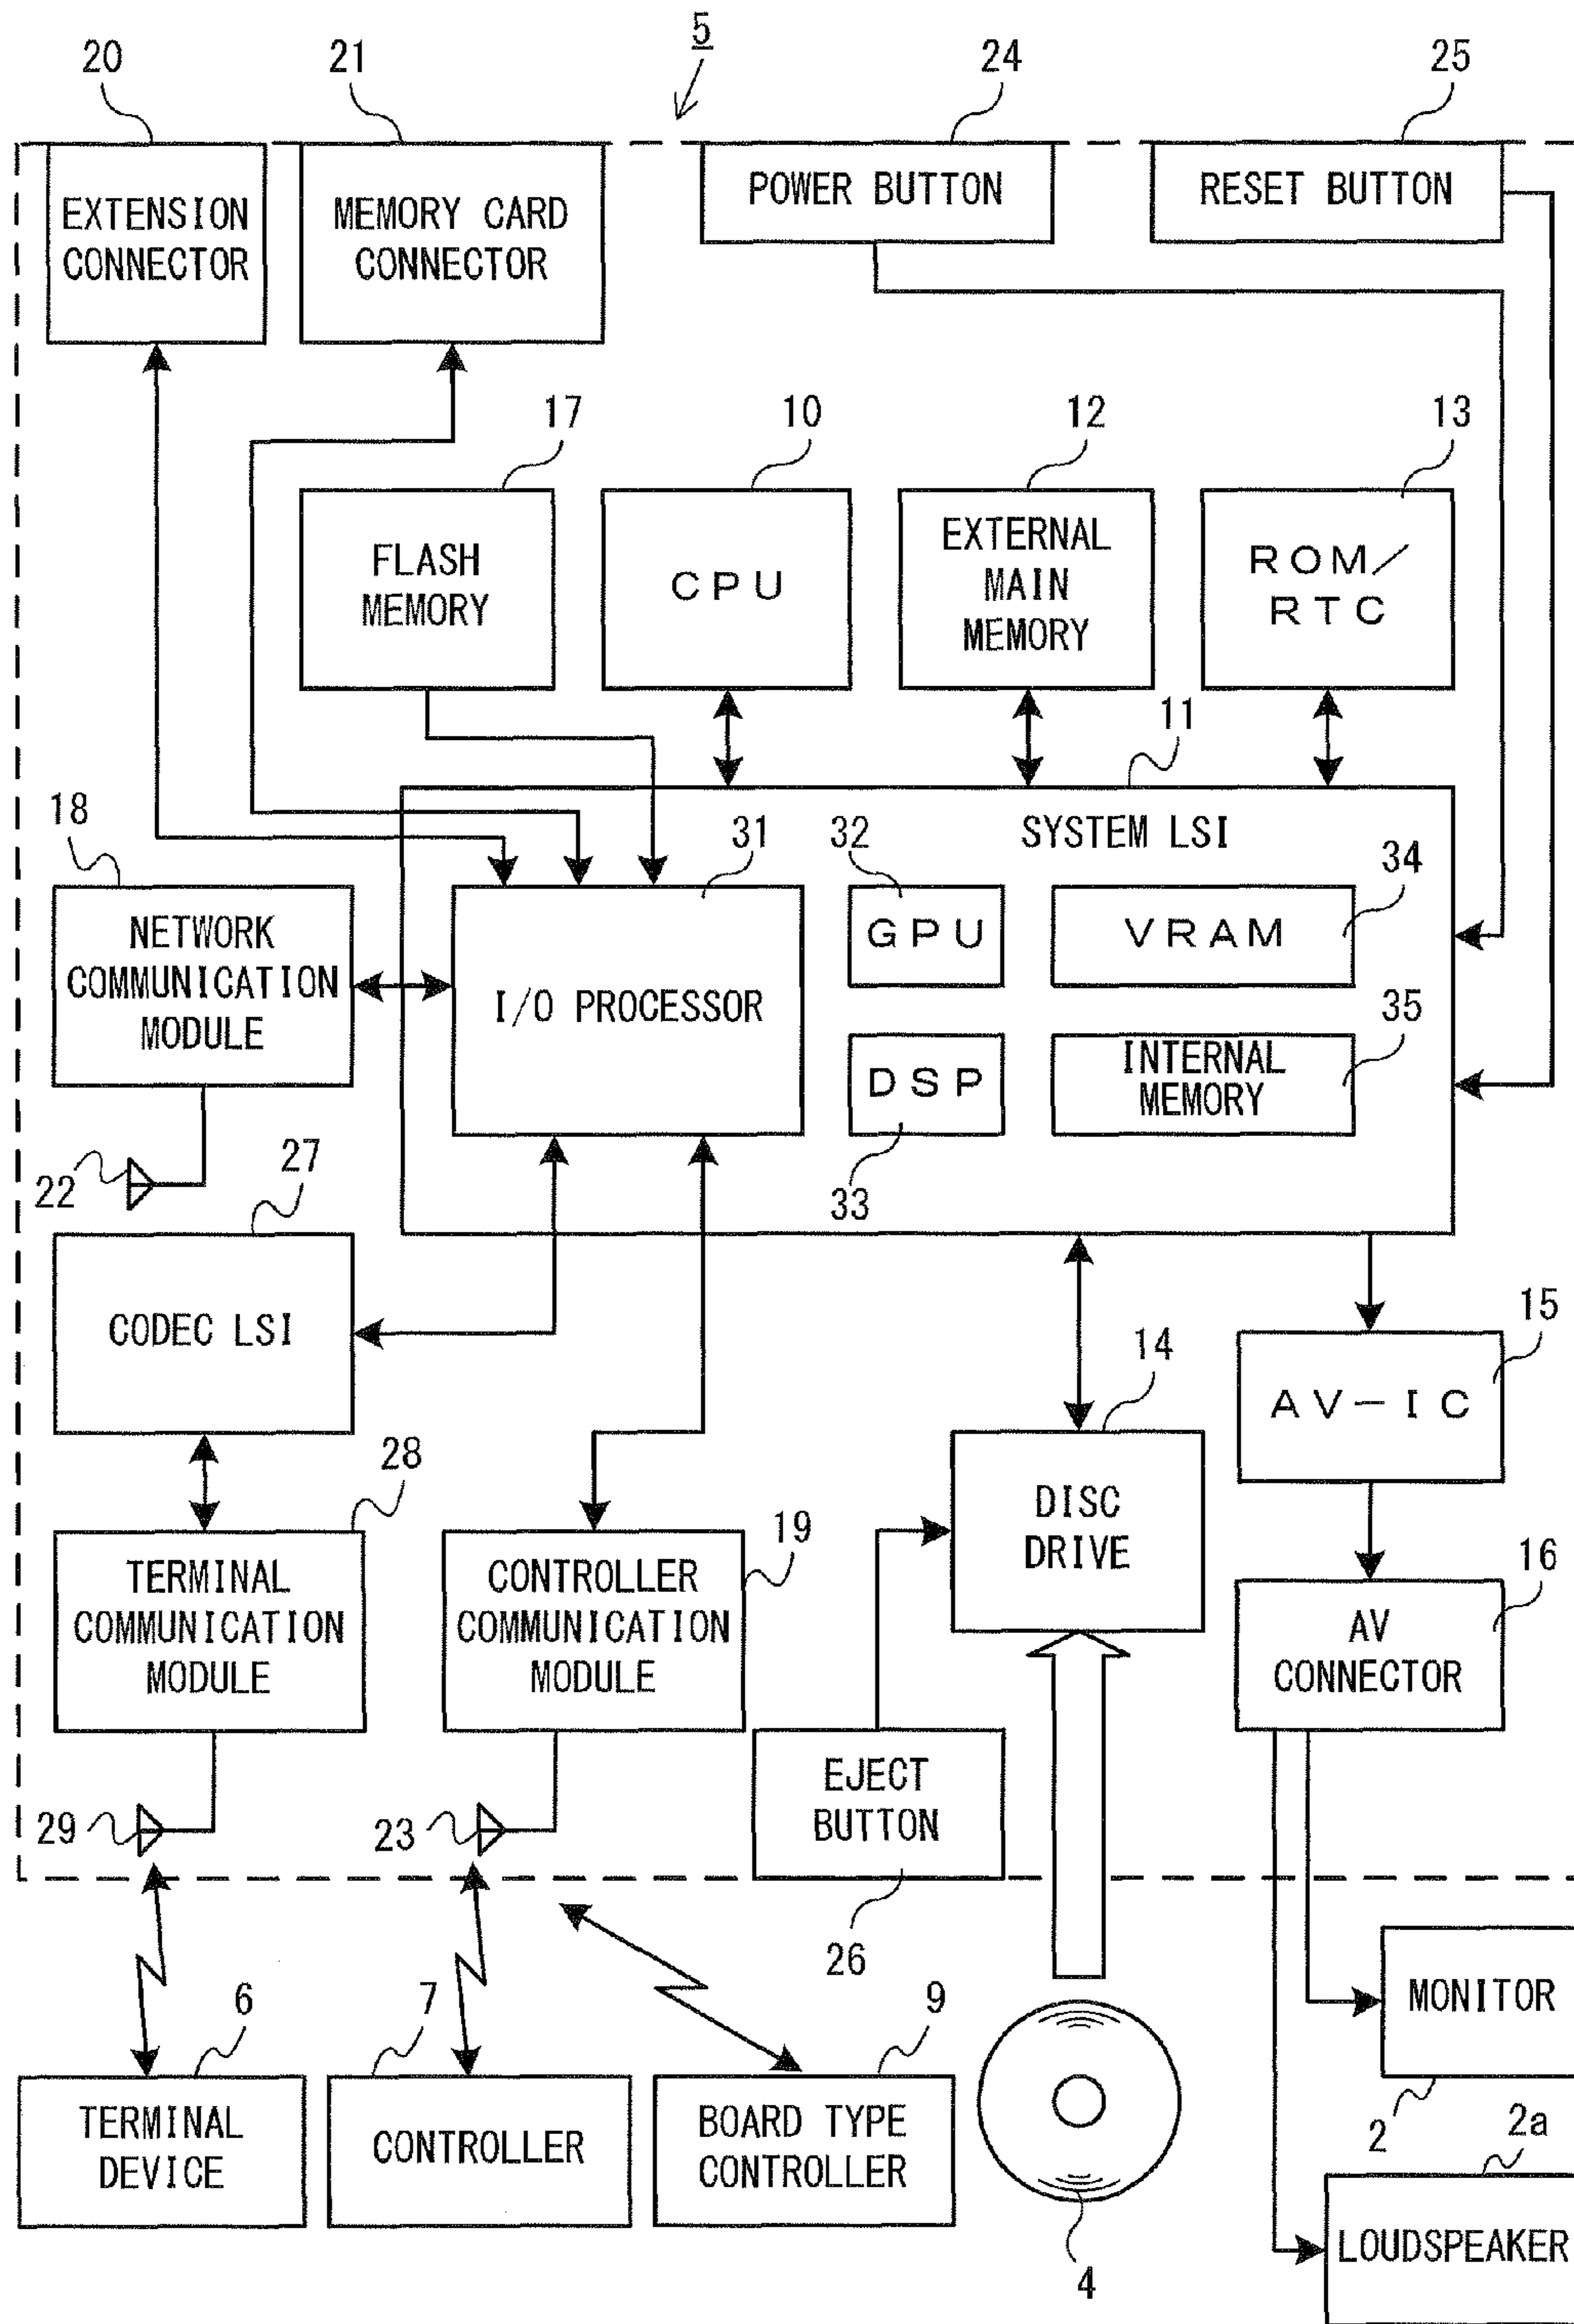 5
20
21
24
25
EXTENSION
CONNECTOR
MEMORY CARD
CONNECTOR
POWER BUTTON
RESET BUTTON
17
10
12
13
FLASH
MEMORY
CPU
EXTERNAL
MAIN
MEMORY
ROM/
RTC
11
18
31
32
SYSTEM LSI
34
NETWORK
COMMUNICATION
MODULE
I/O PROCESSOR
GPU
VRAM
35
DSP
INTERNAL
MEMORY
22
27
33
CODEC LSI
14
15
AV-IC
28
19
DISC
DRIVE
16
TERMINAL
COMMUNICATION
MODULE
CONTROLLER
COMMUNICATION
MODULE
AV
CONNECTOR
EJECT
BUTTON
29
23
26
6
7
9
MONITOR
2
2a
TERMINAL
DEVICE
CONTROLLER
BOARD TYPE
CONTROLLER
4
LOUDSPEAKER